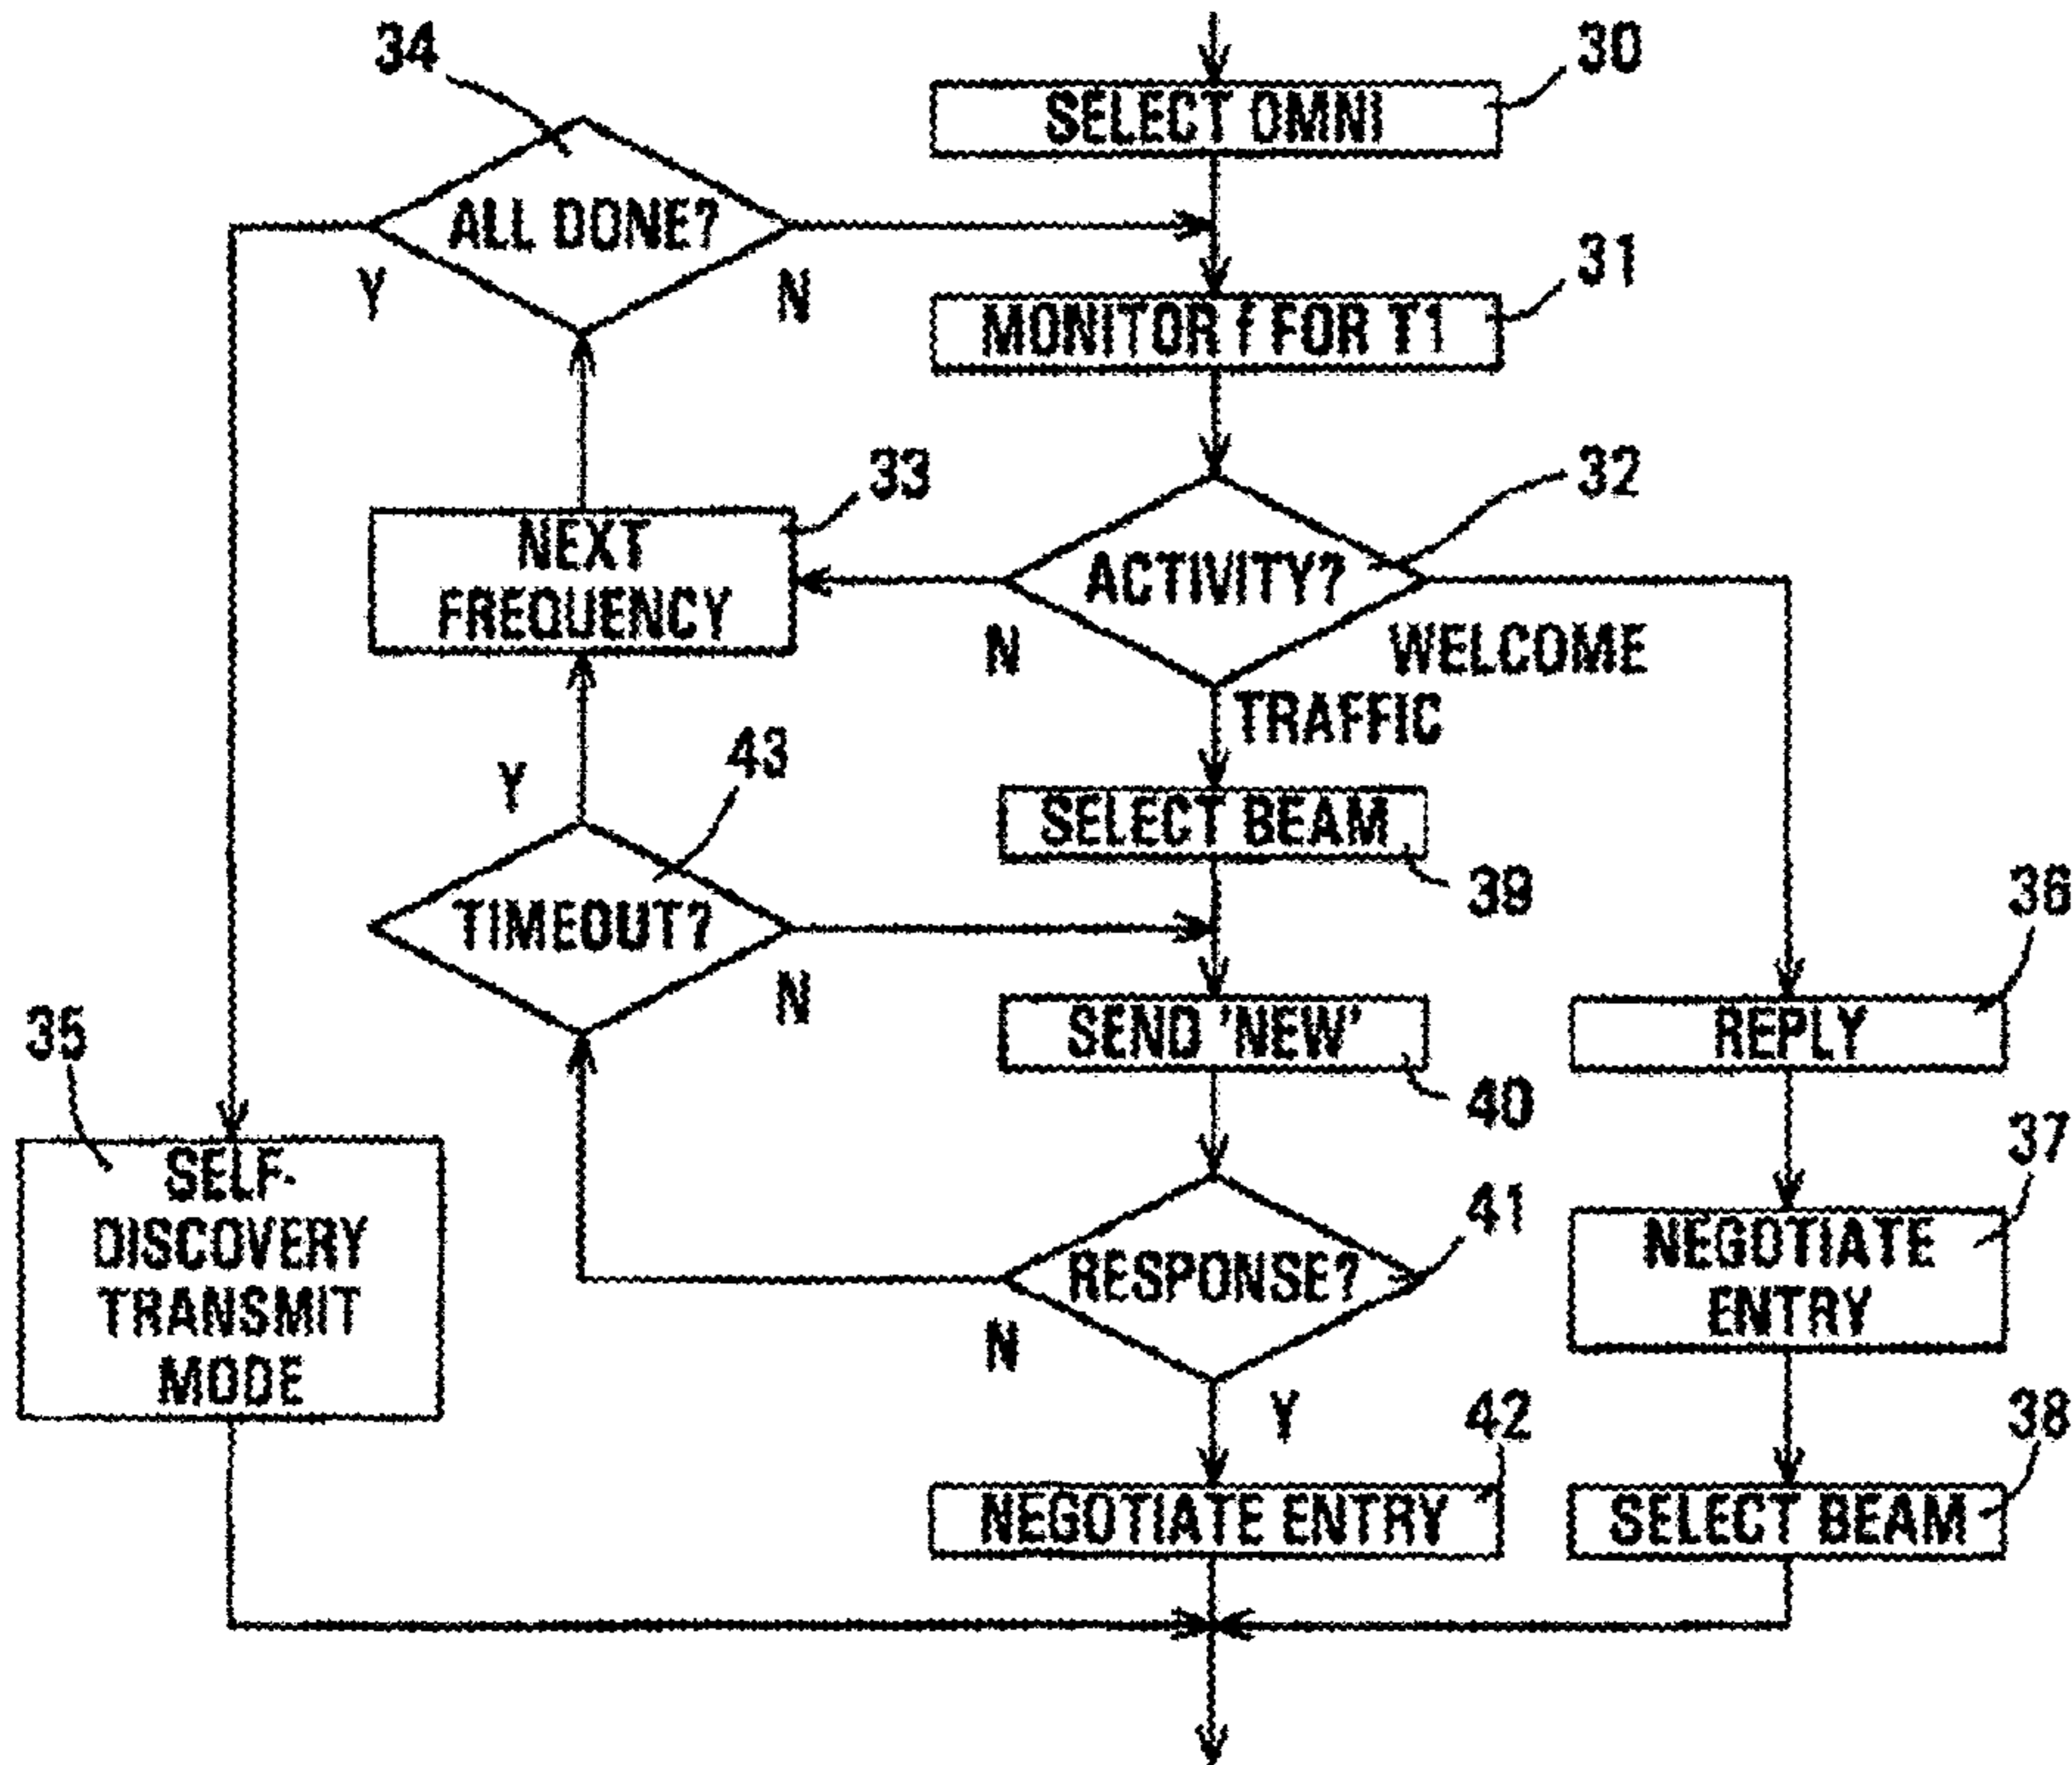 34
30
SELECT OMNI
ALL DONE?
Y
N
31
MONITOR f FOR T1
33
32
NEXT
FREQUENCY
ACTIVITY?
N
WELCOME
TRAFFIC
43
Y
SELECT BEAM
39
36
TIMEOUT?
N
SEND 'NEW'
REPLY
35
40
37
SELF-
DISCOVERY
TRANSMIT
MODE
41
RESPONSE?
NEGOTIATE
ENTRY
N
Y
42
38
NEGOTIATE ENTRY
SELECT BEAM